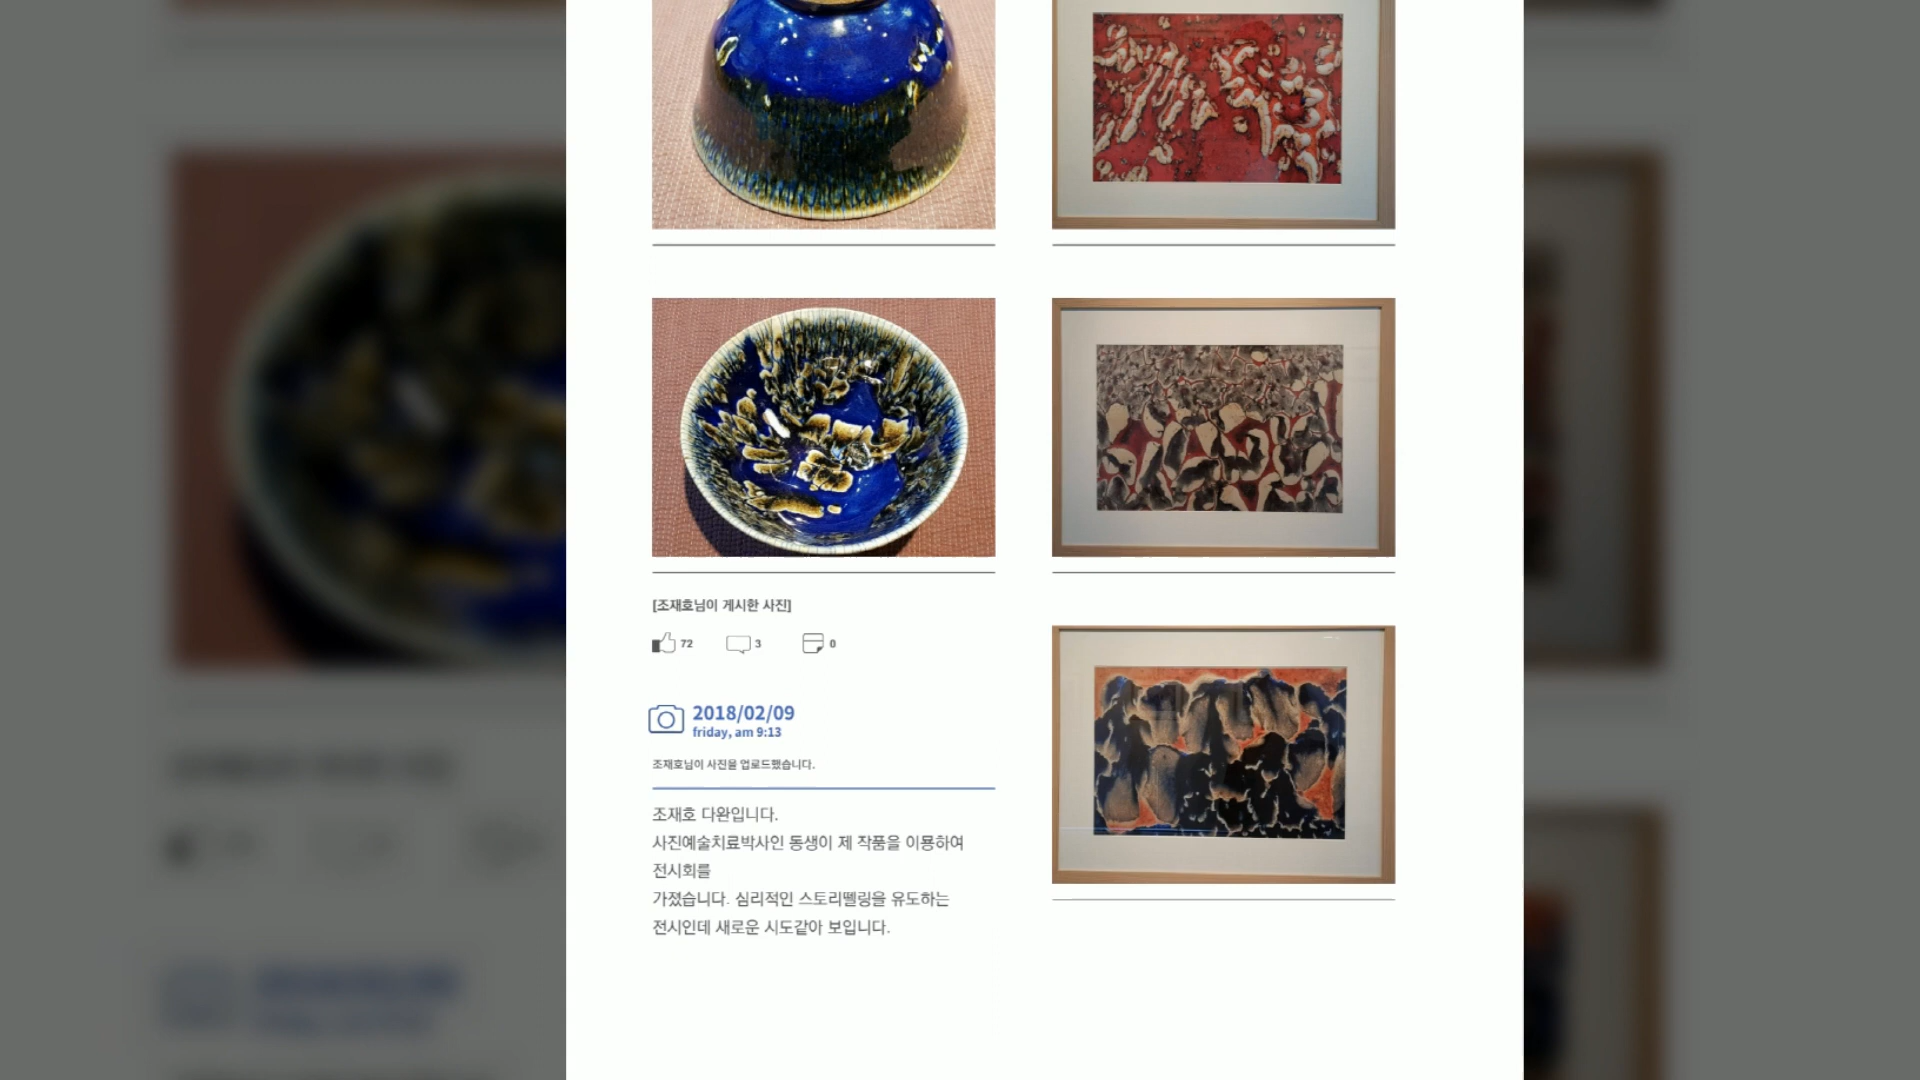 [조재호님이 게시한 사진]
72 3 0
2018/02/09
friday, am 9:13
조재호님이 사진을 업로드했습니다.
조재호 다완입니다.
사진예술치료박사인 동생이 제 작품을 이용하여
전시회를
가졌습니다. 심리적인 스토리뗄링을 유도하는
전시인데 새로운 시도같아 보입니다.